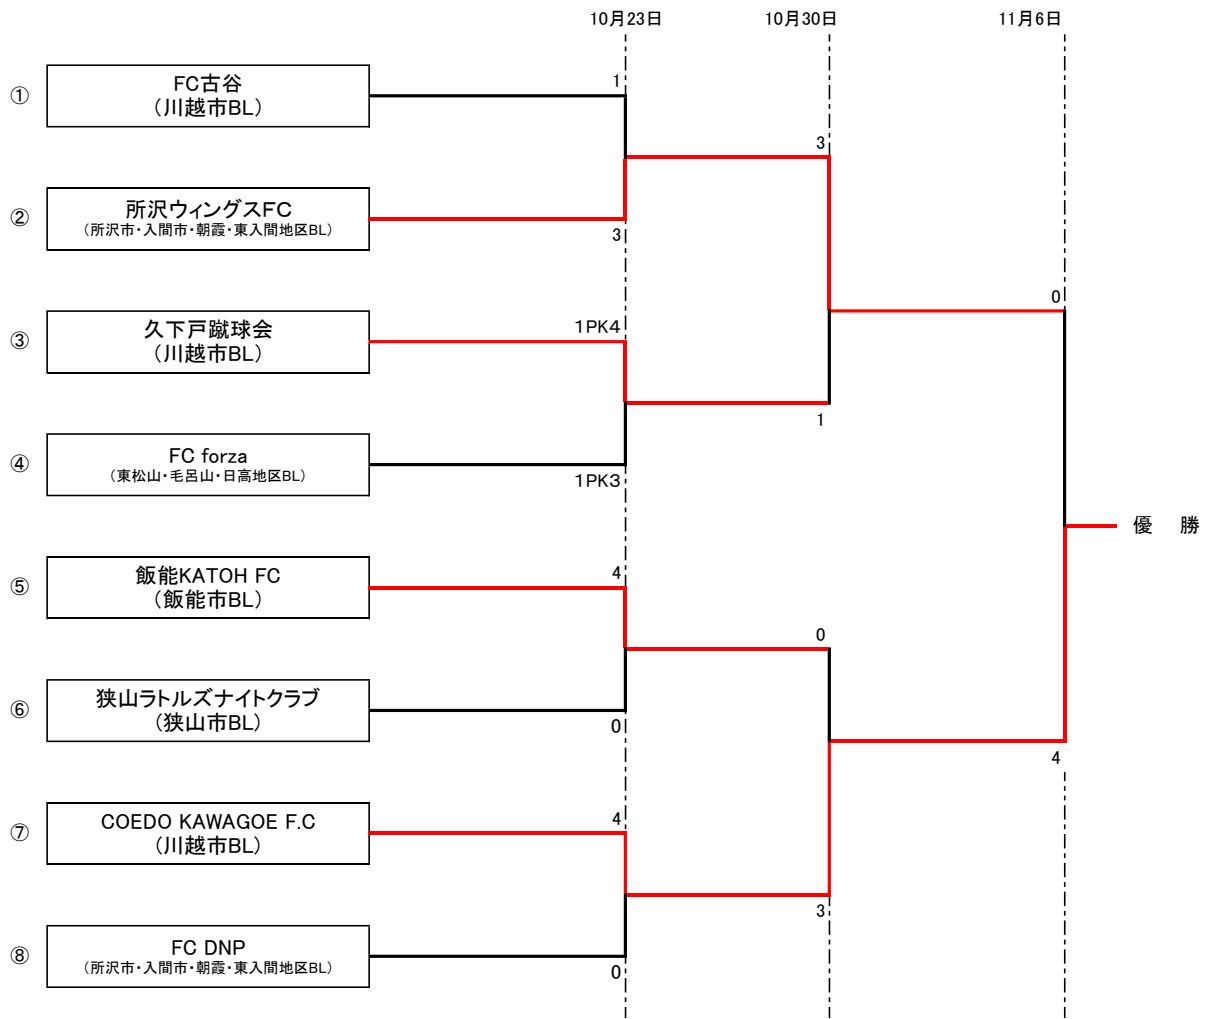 10月23日
10月30日
11月6日
①
FC古谷
（川越市BL）
1
3
②
所沢ウィングスFC
（所沢市・入間市・朝霞・東入間地区BL）
3
0
③
久下戸蹴球会
（川越市BL）
1PK4
1
④
FC forza
（東松山・毛呂山・日高地区BL）
1PK3
優　勝
⑤
飯能KATOH FC
（飯能市BL）
4
0
⑥
狭山ラトルズナイトクラブ
（狭山市BL）
0
4
⑦
COEDO KAWAGOE F.C
（川越市BL）
4
3
⑧
FC DNP
（所沢市・入間市・朝霞・東入間地区BL）
0